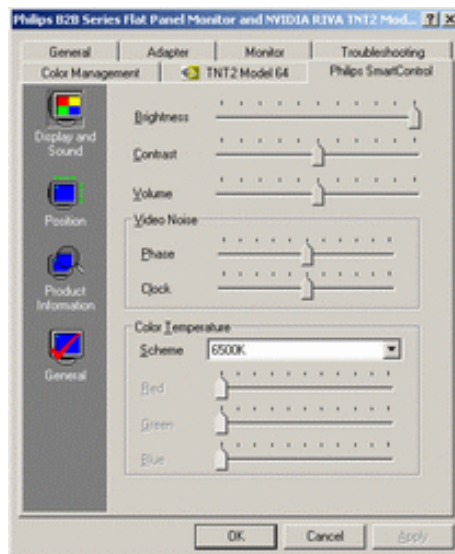 Philips B2B Series Flat Panel Monitor and NVIDIA RIVA TNT2 Mod...
General Adapter Monitor Troubleshooting
Color Management TNT2 Model 64 Philips SmartControl
Display and
Sound
Position
Product
Information
General
Brightness
Contrast
Volume
Video Noise
Phase
Clock
Color Temperature
Scheme 6500K
Red
Green
Blue
OK Cancel Apply